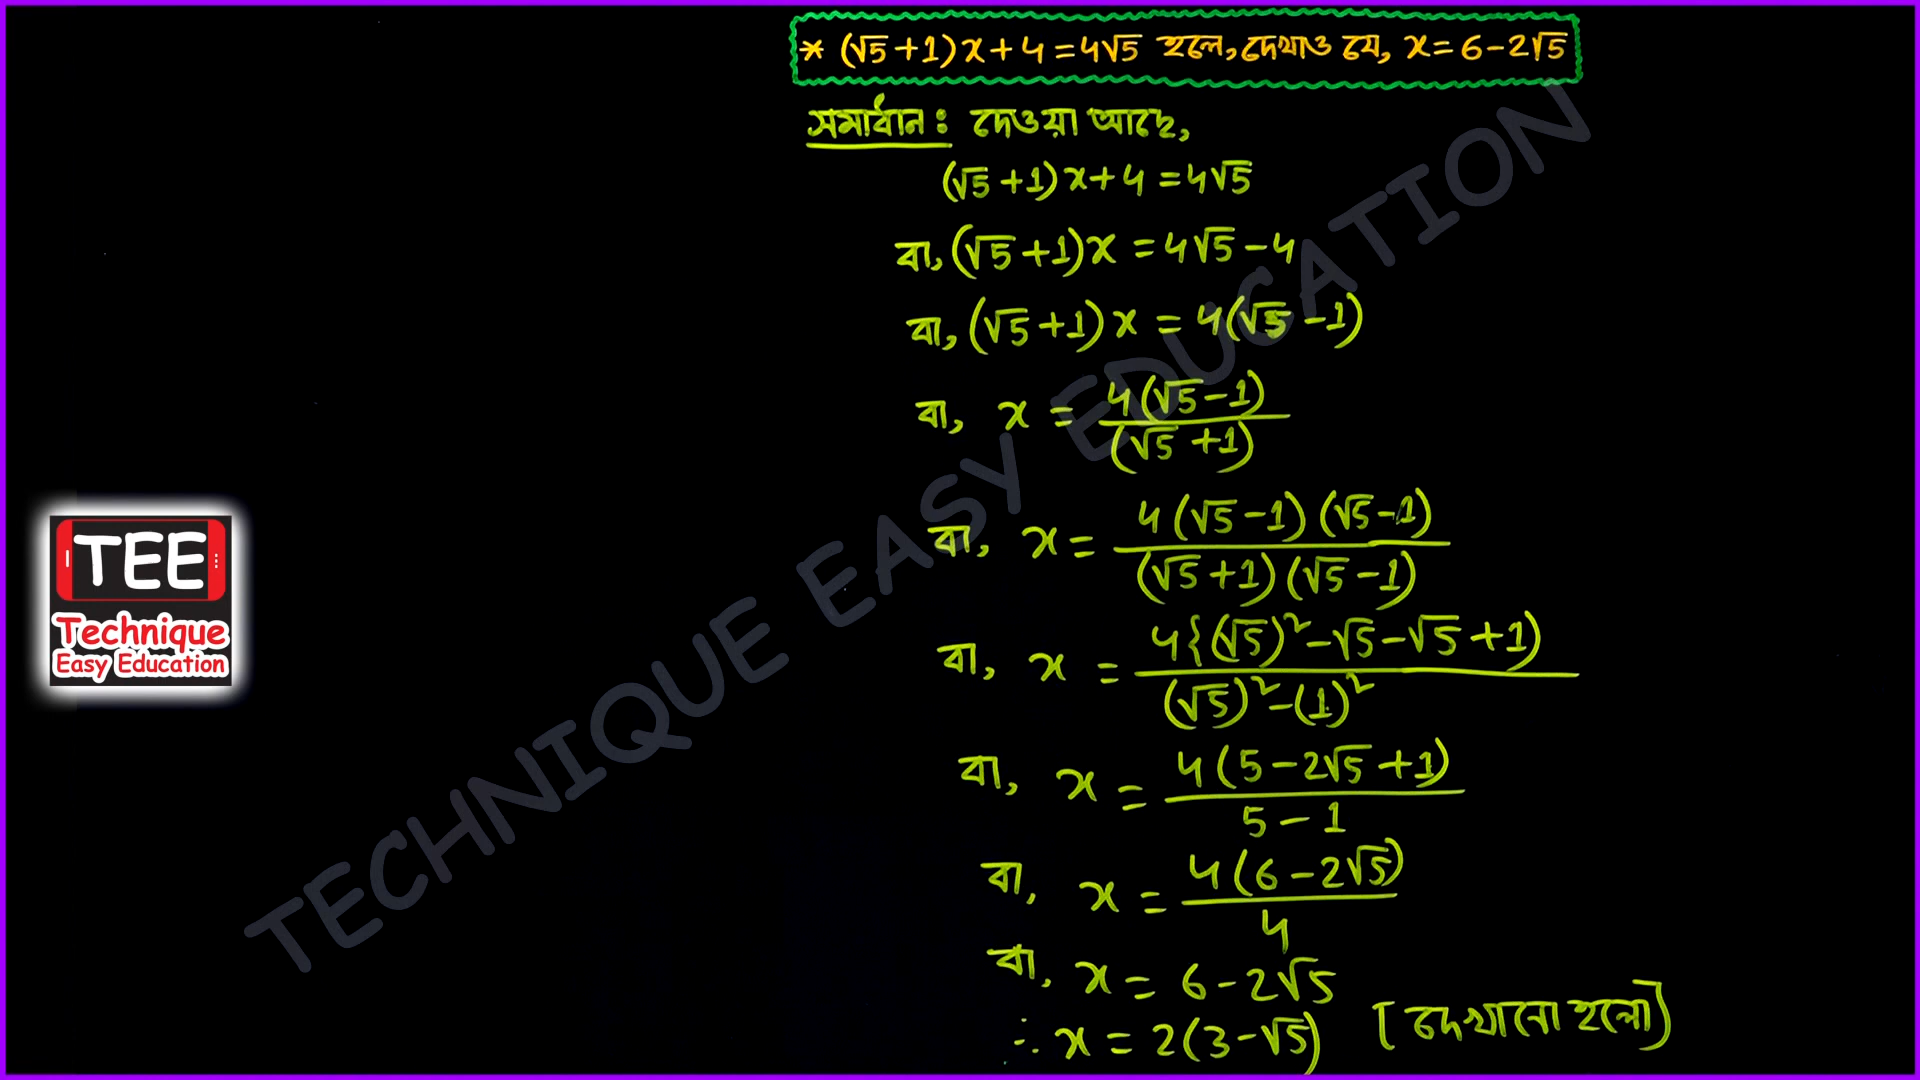 * (√5+1)x+4=4√5 হলে, দেখাও যে, x=6-2√5
সমাধান: দেওয়া আছে,
(√5+1)x+4=4√5
বা, (√5+1)x=4√5-4
বা, (√5+1)x=4(√5-1)
বা, x = 4(√5-1) / (√5+1)
বা, x = 4(√5-1)(√5-1) / (√5+1)(√5-1)
বা, x = 4{(√5)²-√5-√5+1) / (√5)²-(1)²
বা, x = 4(5-2√5+1) / 5-1
বা, x = 4(6-2√5) / 4
বা, x = 6-2√5
∴ x = 2(3-√5) [দেখানো হলো]
TEE
Technique
Easy Education
TECHNIQUE EASY EDUCATION